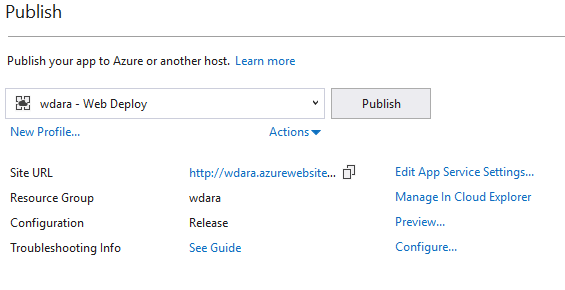 Publish
Publish your app to Azure or another host. Learn more
wdara - Web Deploy Publish
New Profile... Actions
Site URL http://wdara.azurewebsite... Edit App Service Settings...
Resource Group wdara Manage In Cloud Explorer
Configuration Release Preview...
Troubleshooting Info See Guide Configure...